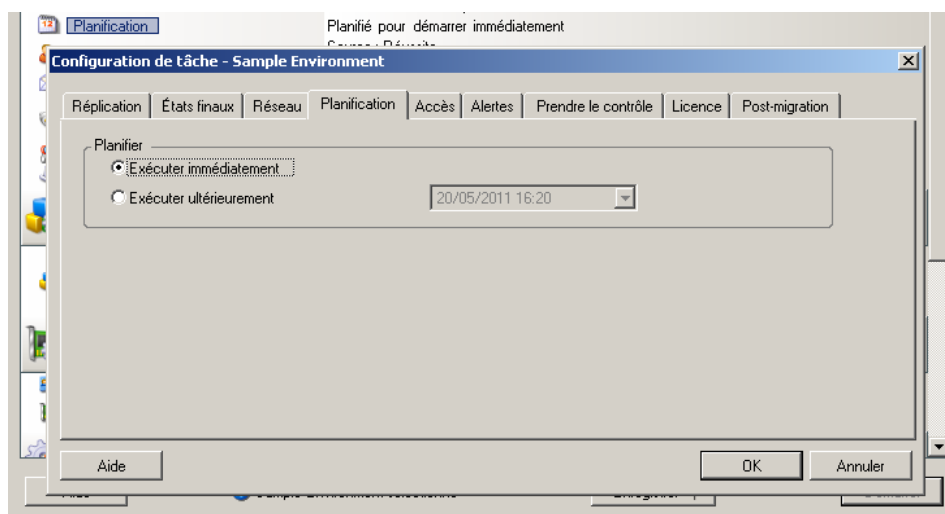 Planification
Planifié pour démarrer immédiatement
Configuration de tâche - Sample Environment
Réplication
États finaux
Réseau
Planification
Accès
Alertes
Prendre le contrôle
Licence
Post-migration
Planifier
Exécuter immédiatement
Exécuter ultérieurement
20/05/2011 16:20
Aide
OK
Annuler